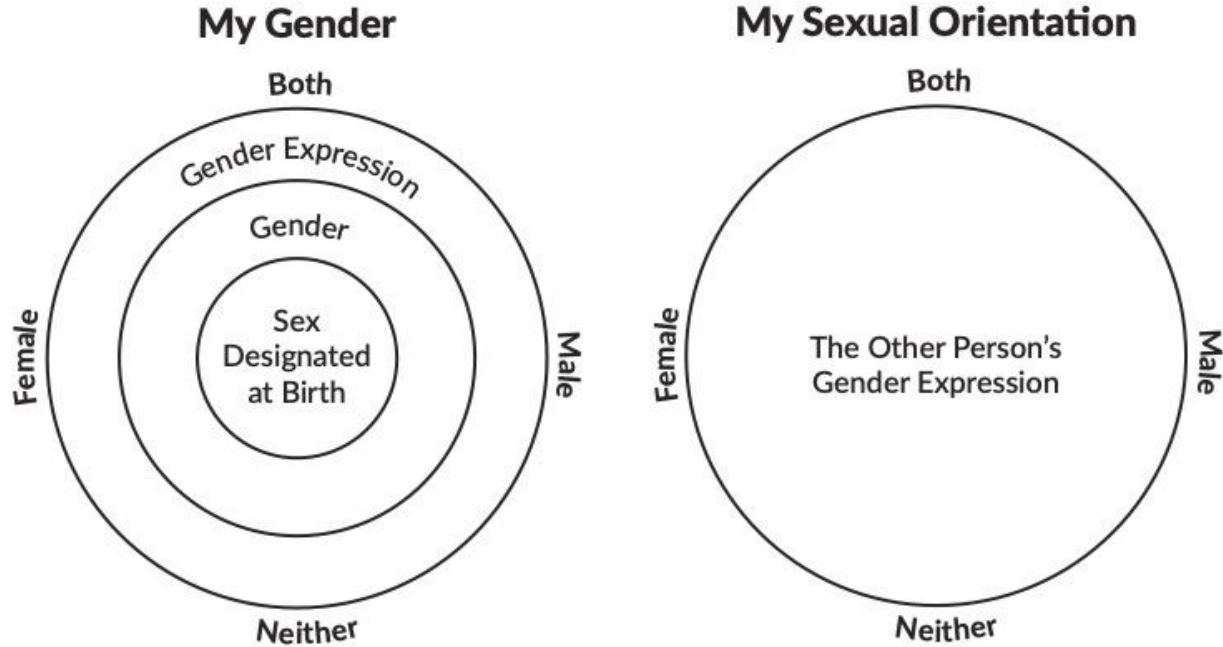 My Gender
Both
Gender Expression
Gender
Sex
Designated
at Birth
Female
Male
Neither
My Sexual Orientation
Both
Female
The Other Person's
Gender Expression
Male
Neither